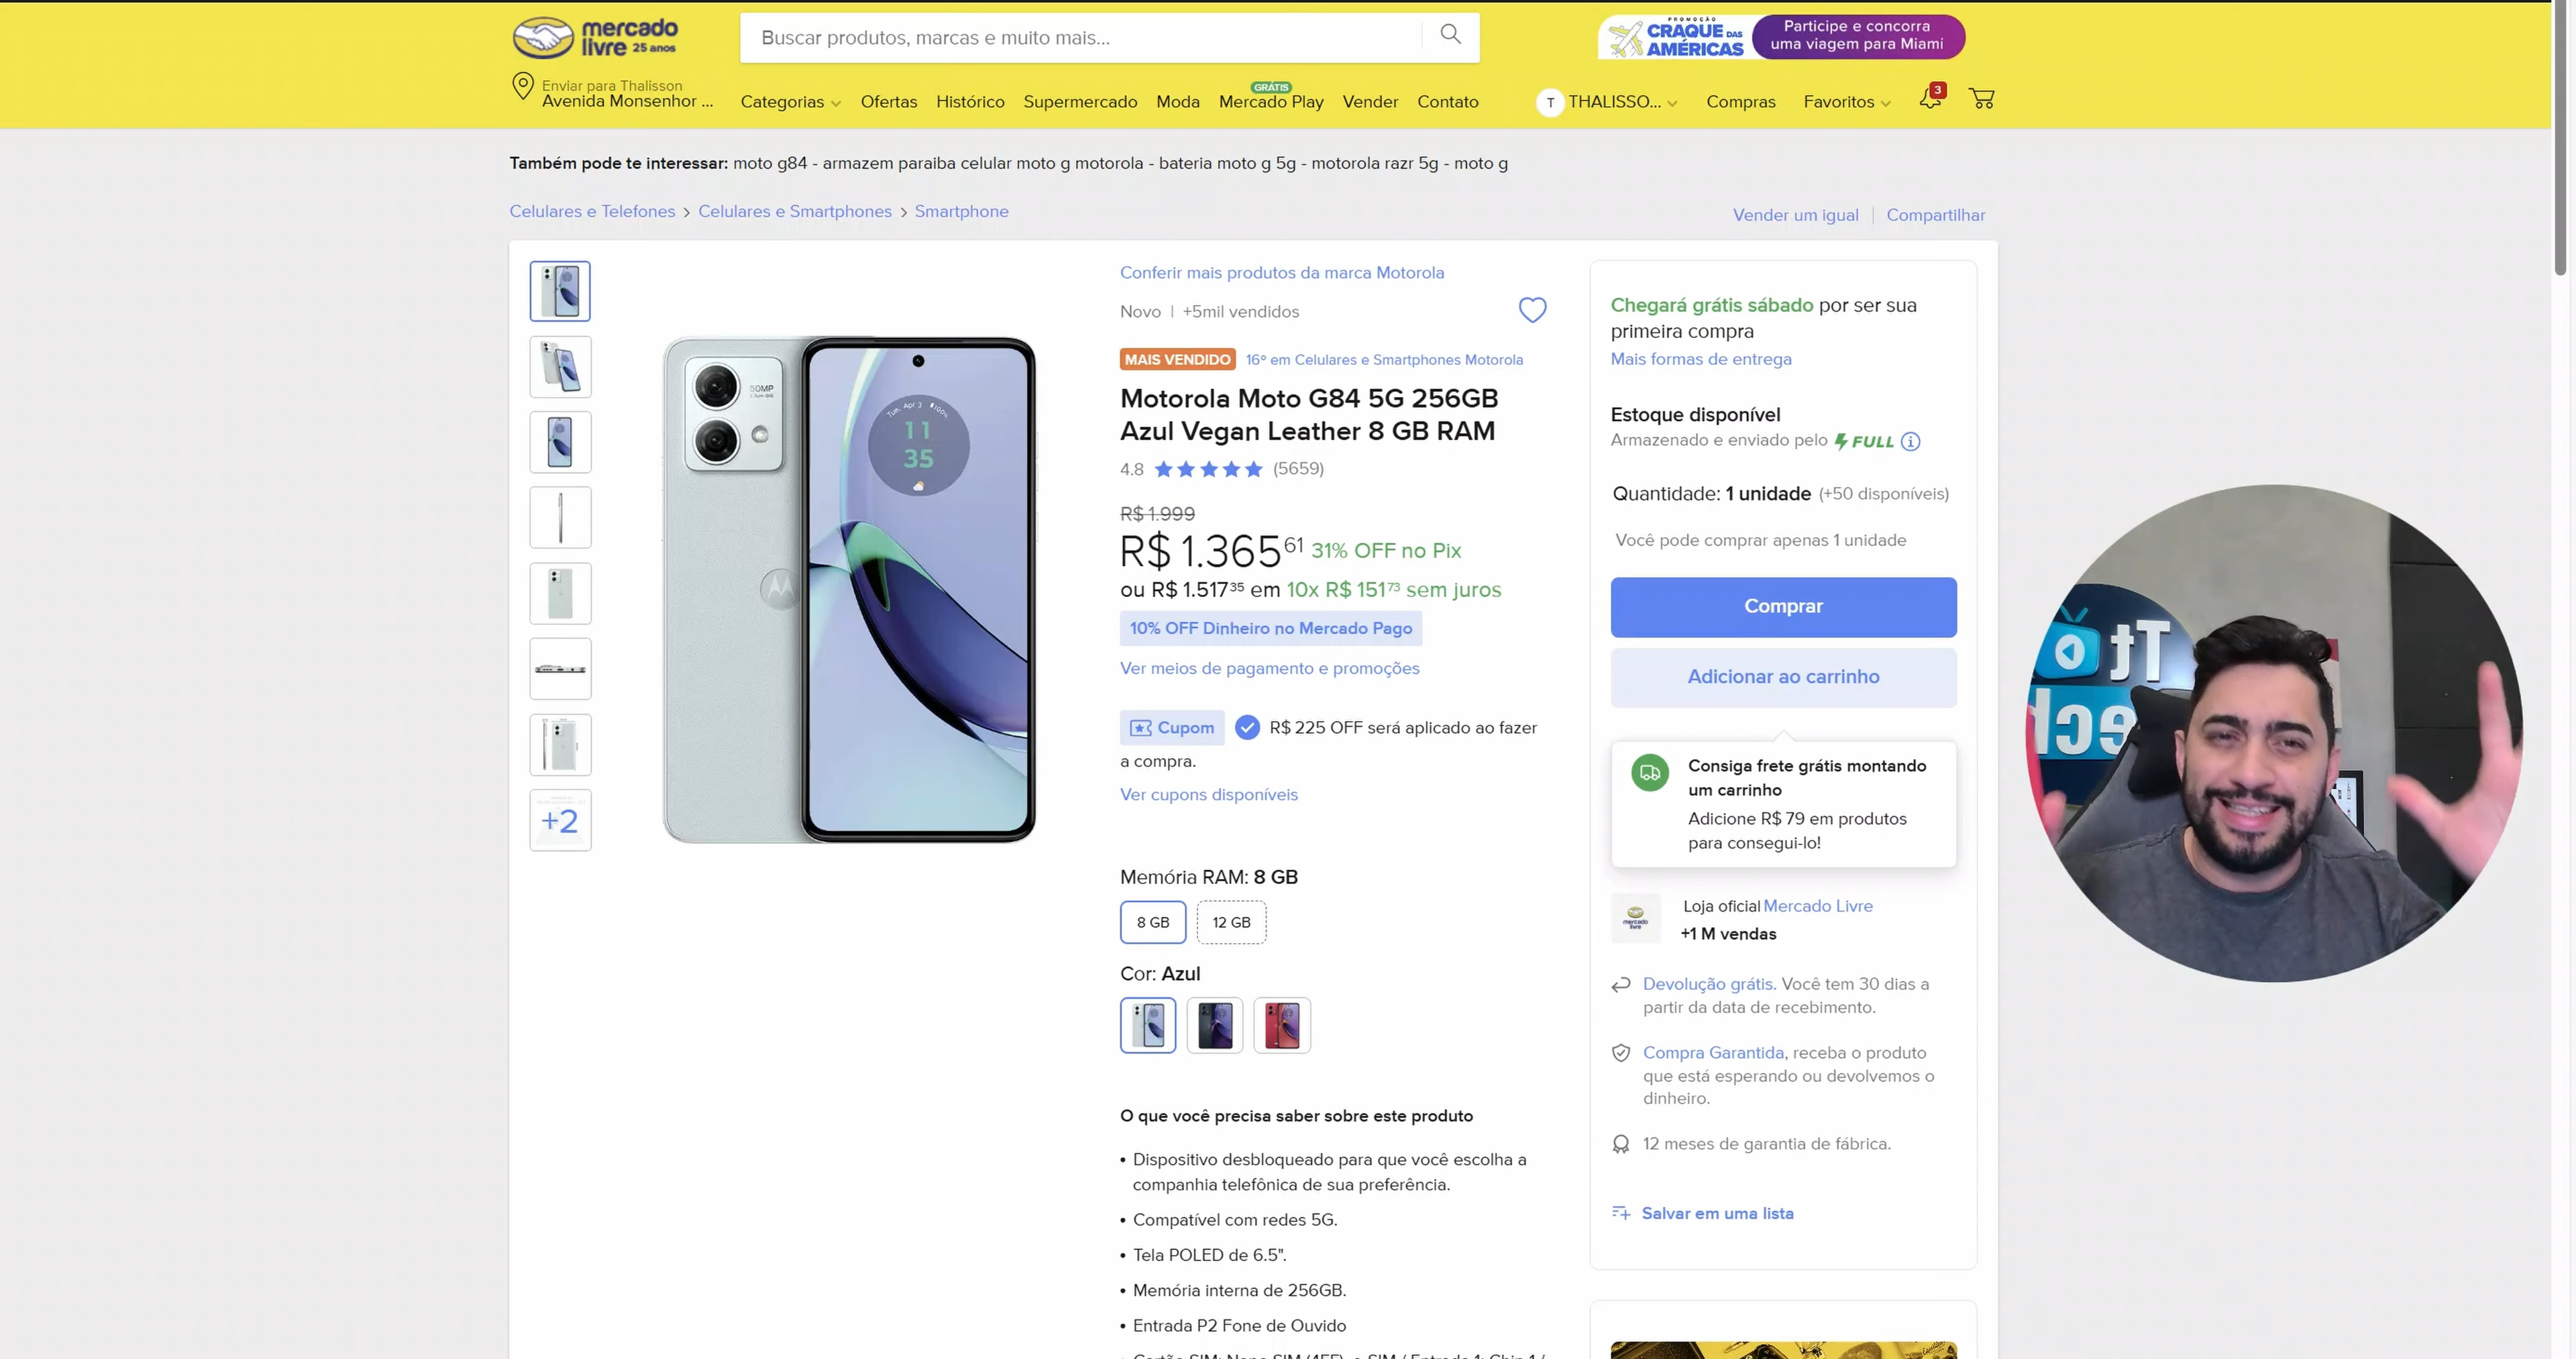 mercado
livre 25 anos
Buscar produtos, marcas e muito mais...
PROMOÇÃO
CRAQUE DAS
AMÉRICAS
Participe e concorra
uma viagem para Miami
Enviar para Thalisson
Avenida Monsenhor ...
Categorias
Ofertas
Histórico
Supermercado
Moda
GRÁTIS
Mercado Play
Vender
Contato
T
THALISSO...
Compras
Favoritos
3
Também pode te interessar: moto g84 - armazem paraiba celular moto g motorola - bateria moto g 5g - motorola razr 5g - moto g
Celulares e Telefones > Celulares e Smartphones > Smartphone
Vender um igual | Compartilhar
+2
50MP
Tue, Apr 3 100%
11
35
Conferir mais produtos da marca Motorola
Novo | +5mil vendidos
MAIS VENDIDO 16º em Celulares e Smartphones Motorola
Motorola Moto G84 5G 256GB
Azul Vegan Leather 8 GB RAM
4.8 (5659)
R$ 1.999
R$ 1.365 61 31% OFF no Pix
ou R$ 1.517 35 em 10x R$ 151 73 sem juros
10% OFF Dinheiro no Mercado Pago
Ver meios de pagamento e promoções
Cupom R$ 225 OFF será aplicado ao fazer
a compra.
Ver cupons disponíveis
Memória RAM: 8 GB
8 GB
12 GB
Cor: Azul
O que você precisa saber sobre este produto
• Dispositivo desbloqueado para que você escolha a
companhia telefônica de sua preferência.
• Compatível com redes 5G.
• Tela POLED de 6.5".
• Memória interna de 256GB.
• Entrada P2 Fone de Ouvido
Chegará grátis sábado por ser sua
primeira compra
Mais formas de entrega
Estoque disponível
Armazenado e enviado pelo FULL
Quantidade: 1 unidade (+50 disponíveis)
Você pode comprar apenas 1 unidade
Comprar
Adicionar ao carrinho
Consiga frete grátis montando
um carrinho
Adicione R$ 79 em produtos
para consegui-lo!
mercado
livre
Loja oficial Mercado Livre
+1 M vendas
Devolução grátis. Você tem 30 dias a
partir da data de recebimento.
Compra Garantida, receba o produto
que está esperando ou devolvemos o
dinheiro.
12 meses de garantia de fábrica.
Salvar em uma lista